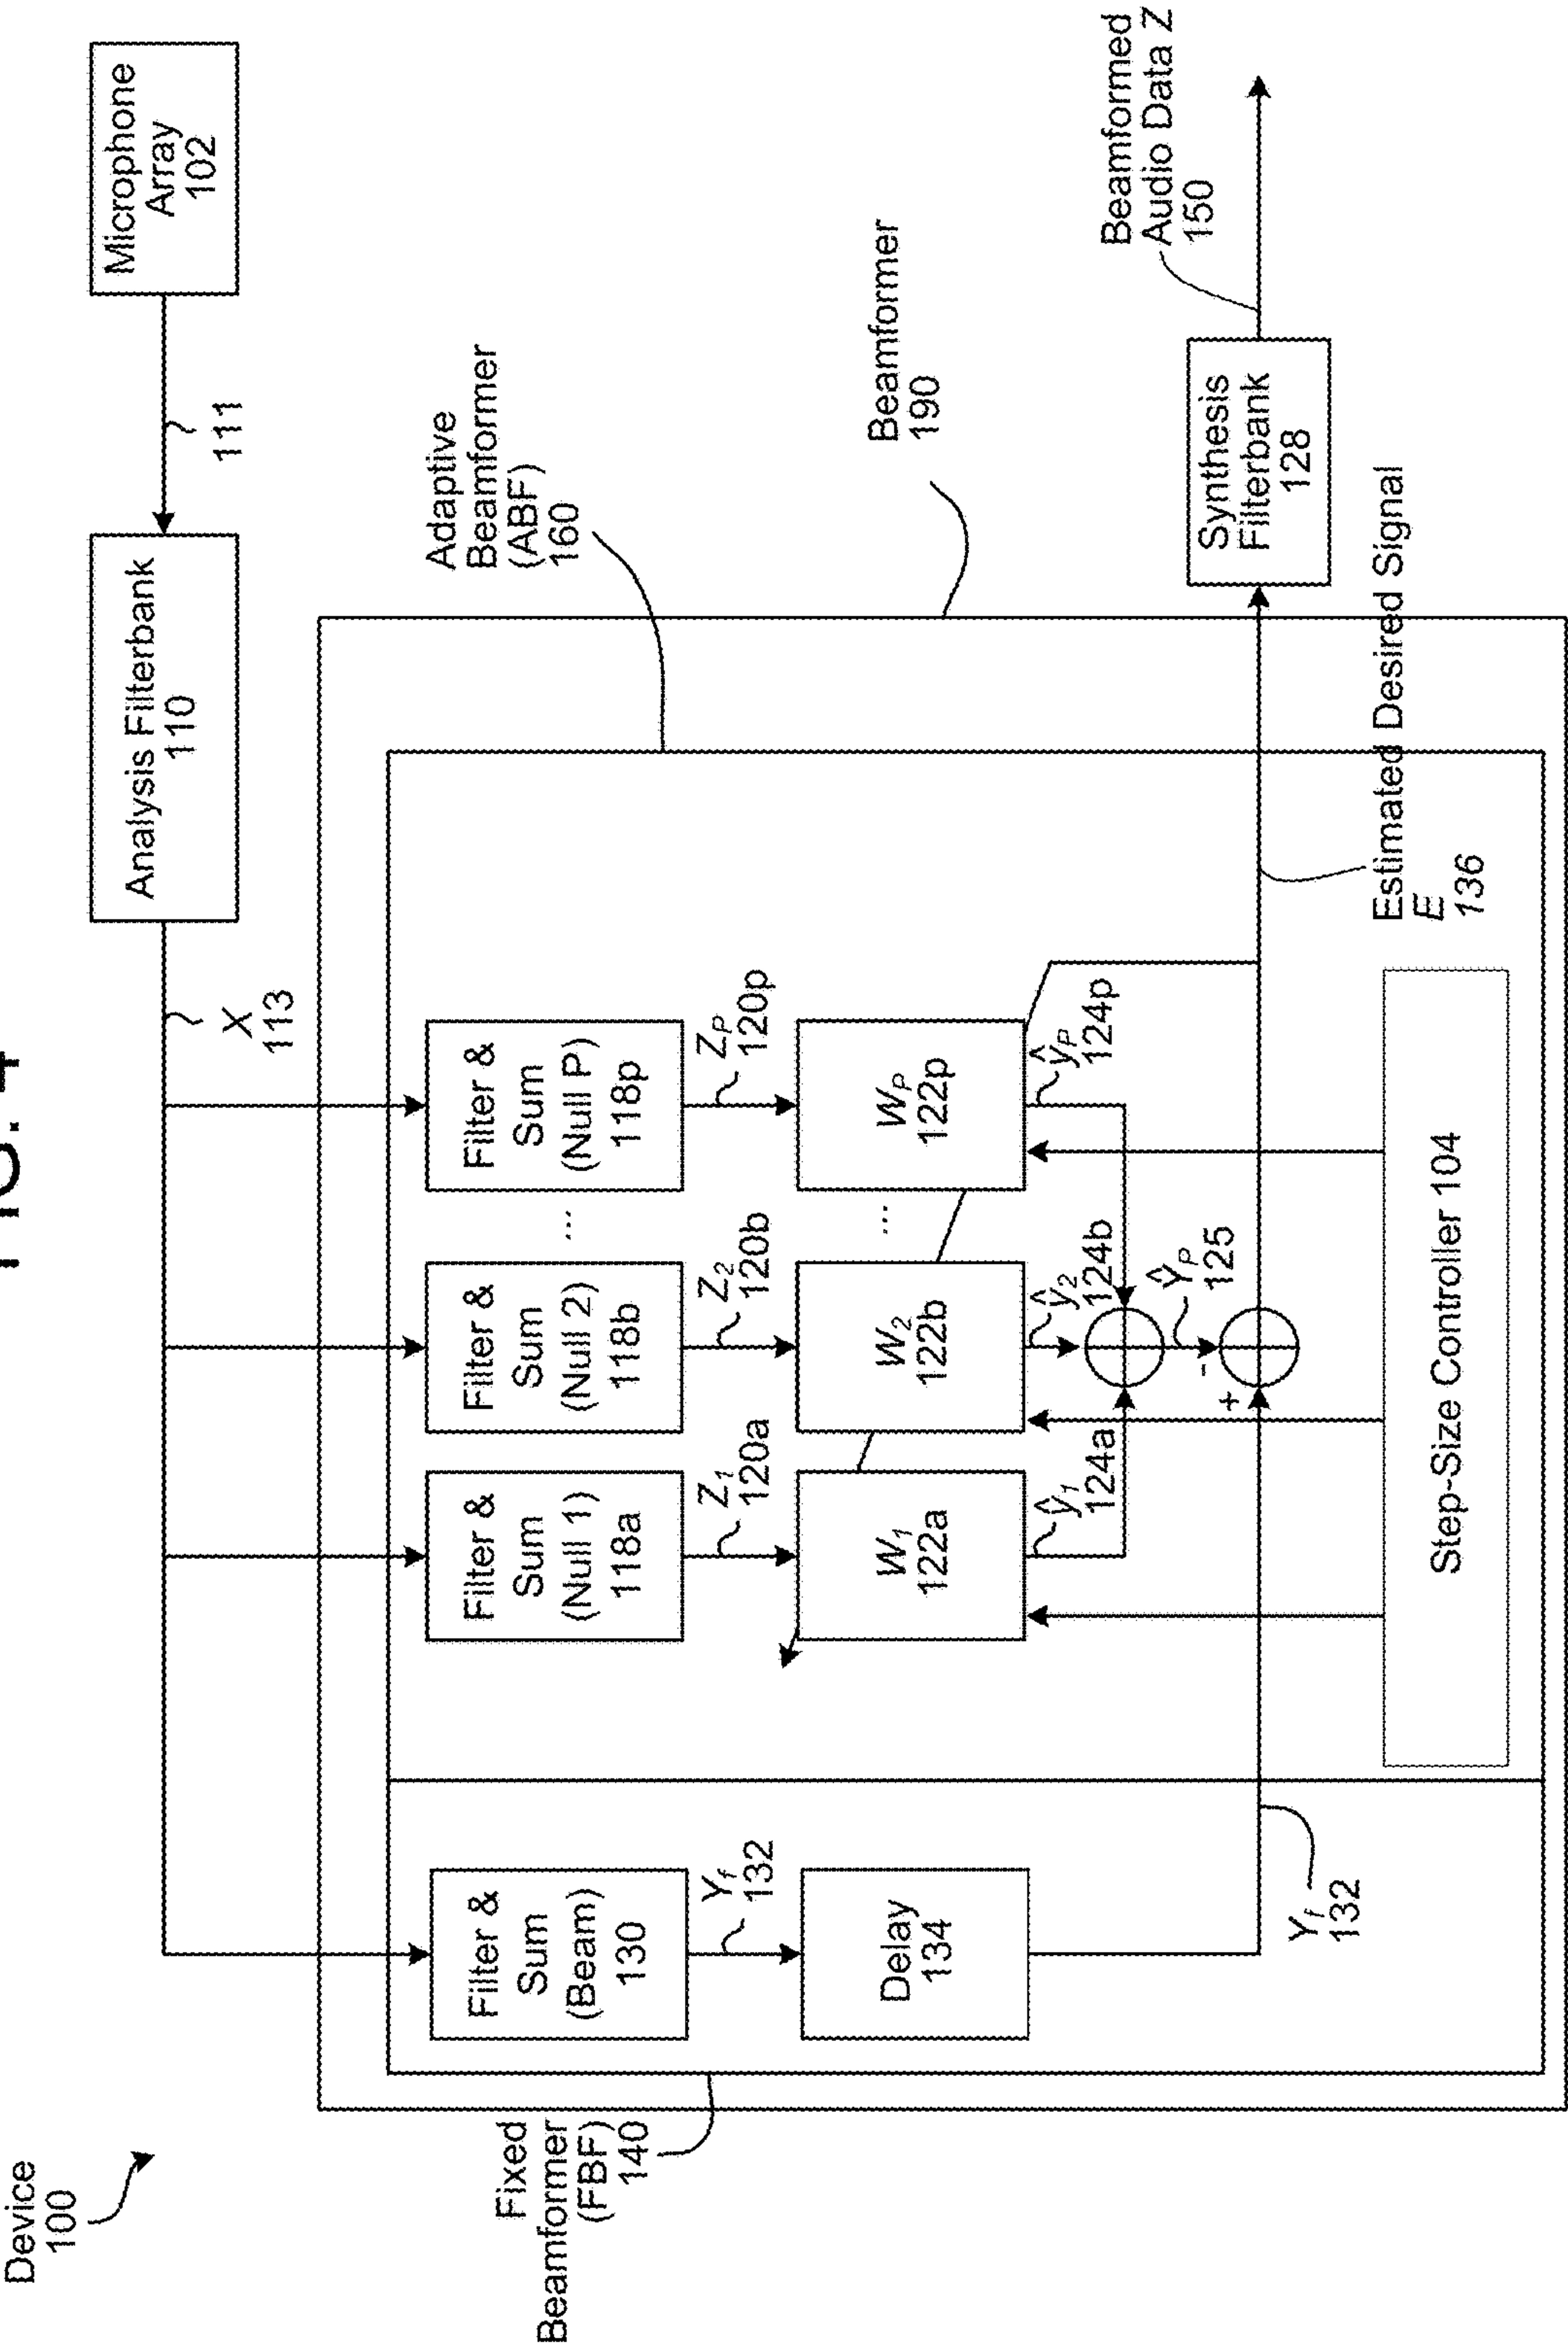 FIG. 4
Device
100
Microphone
Array
102
111
Analysis Filterbank
110
X
113
Adaptive
Beamformer
(ABF)
160
Beamformer
190
Fixed
Beamformer
(FBF)
140
Filter &
Sum
(Beam)
130
Filter &
Sum
(Null 1)
118a
Filter &
Sum
(Null 2)
118b
...
Filter &
Sum
(Null P)
118p
Yf
132
Z1
120a
Z2
120b
ZP
120p
Delay
134
W1
122a
W2
122b
...
WP
122p
ŷ1
124a
ŷ2
124b
ŷP
124p
ŶP
125
+
-
Yf
132
Estimated Desired Signal
E
136
Step-Size Controller 104
Synthesis
Filterbank
128
Beamformed
Audio Data Z
150